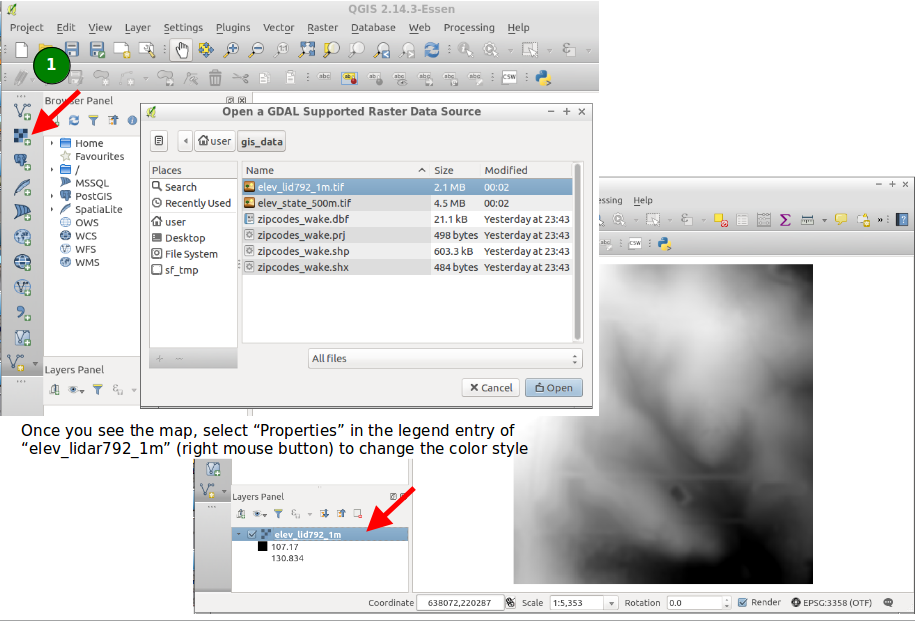 QGIS 2.14.3-Essen
Project Edit View Layer Settings Plugins Vector Raster Database Web Processing Help
1
Browser Panel
Home
Favourites
/
MSSQL
PostGIS
SpatiaLite
OWS
WCS
WFS
WMS
Layers Panel
Open a GDAL Supported Raster Data Source
user gis_data
Places
Search
Recently Used
user
Desktop
File System
sf_tmp
Name Size Modified
elev_lid792_1m.tif 2.1 MB 00:02
elev_state_500m.tif 4.5 MB 00:02
zipcodes_wake.dbf 21.1 kB Yesterday at 23:43
zipcodes_wake.prj 498 bytes Yesterday at 23:43
zipcodes_wake.shp 603.3 kB Yesterday at 23:43
zipcodes_wake.shx 484 bytes Yesterday at 23:43
All files
Cancel Open
essing Help
CSW
CSW
Once you see the map, select “Properties” in the legend entry of
“elev_lidar792_1m” (right mouse button) to change the color style
Layers Panel
elev_lid792_1m
107.17
130.834
Coordinate 638072,220287 Scale 1:5,353 Rotation 0.0 Render EPSG:3358 (OTF)